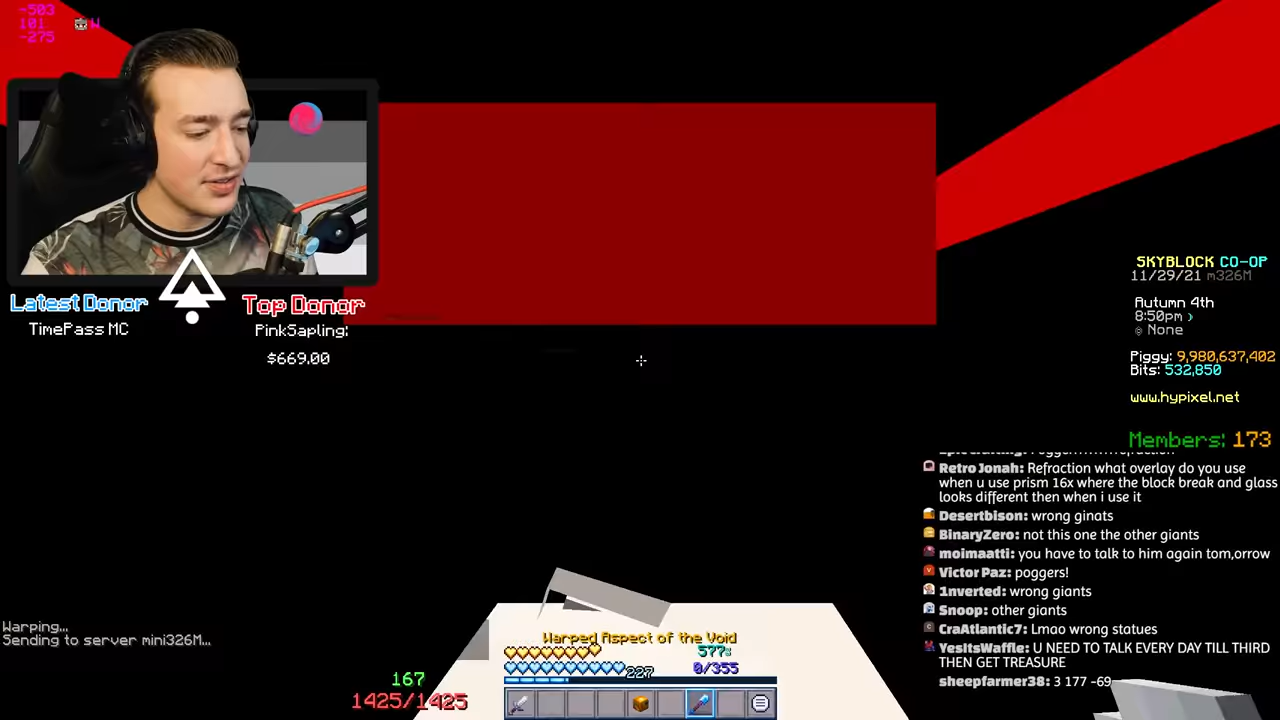 -503
101 W
-275
Latest Donor
TimePass MC
Top Donor
PinkSapling:
$669.00
SKYBLOCK CO-OP
11/29/21 m326M
Autumn 4th
8:50pm
None
Piggy: 9,980,637,402
Bits: 532,850
www.hypixel.net
Members: 173
Retro Jonah: Refraction what overlay do you use
when u use prism 16x where the block break and glass
looks different then when i use it
Desertbison: wrong ginats
BinaryZero: not this one the other giants
moimaatti: you have to talk to him again tom,orrow
Victor Paz: poggers!
1nverted: wrong giants
Snoop: other giants
CraAtlantic7: Lmao wrong statues
YesItsWaffle: U NEED TO TALK EVERY DAY TILL THIRD
THEN GET TREASURE
sheepfarmer38: 3 177 -69
Warping...
Sending to server mini326M...
Warped Aspect of the Void
577%
227 0/355
167
1425/1425